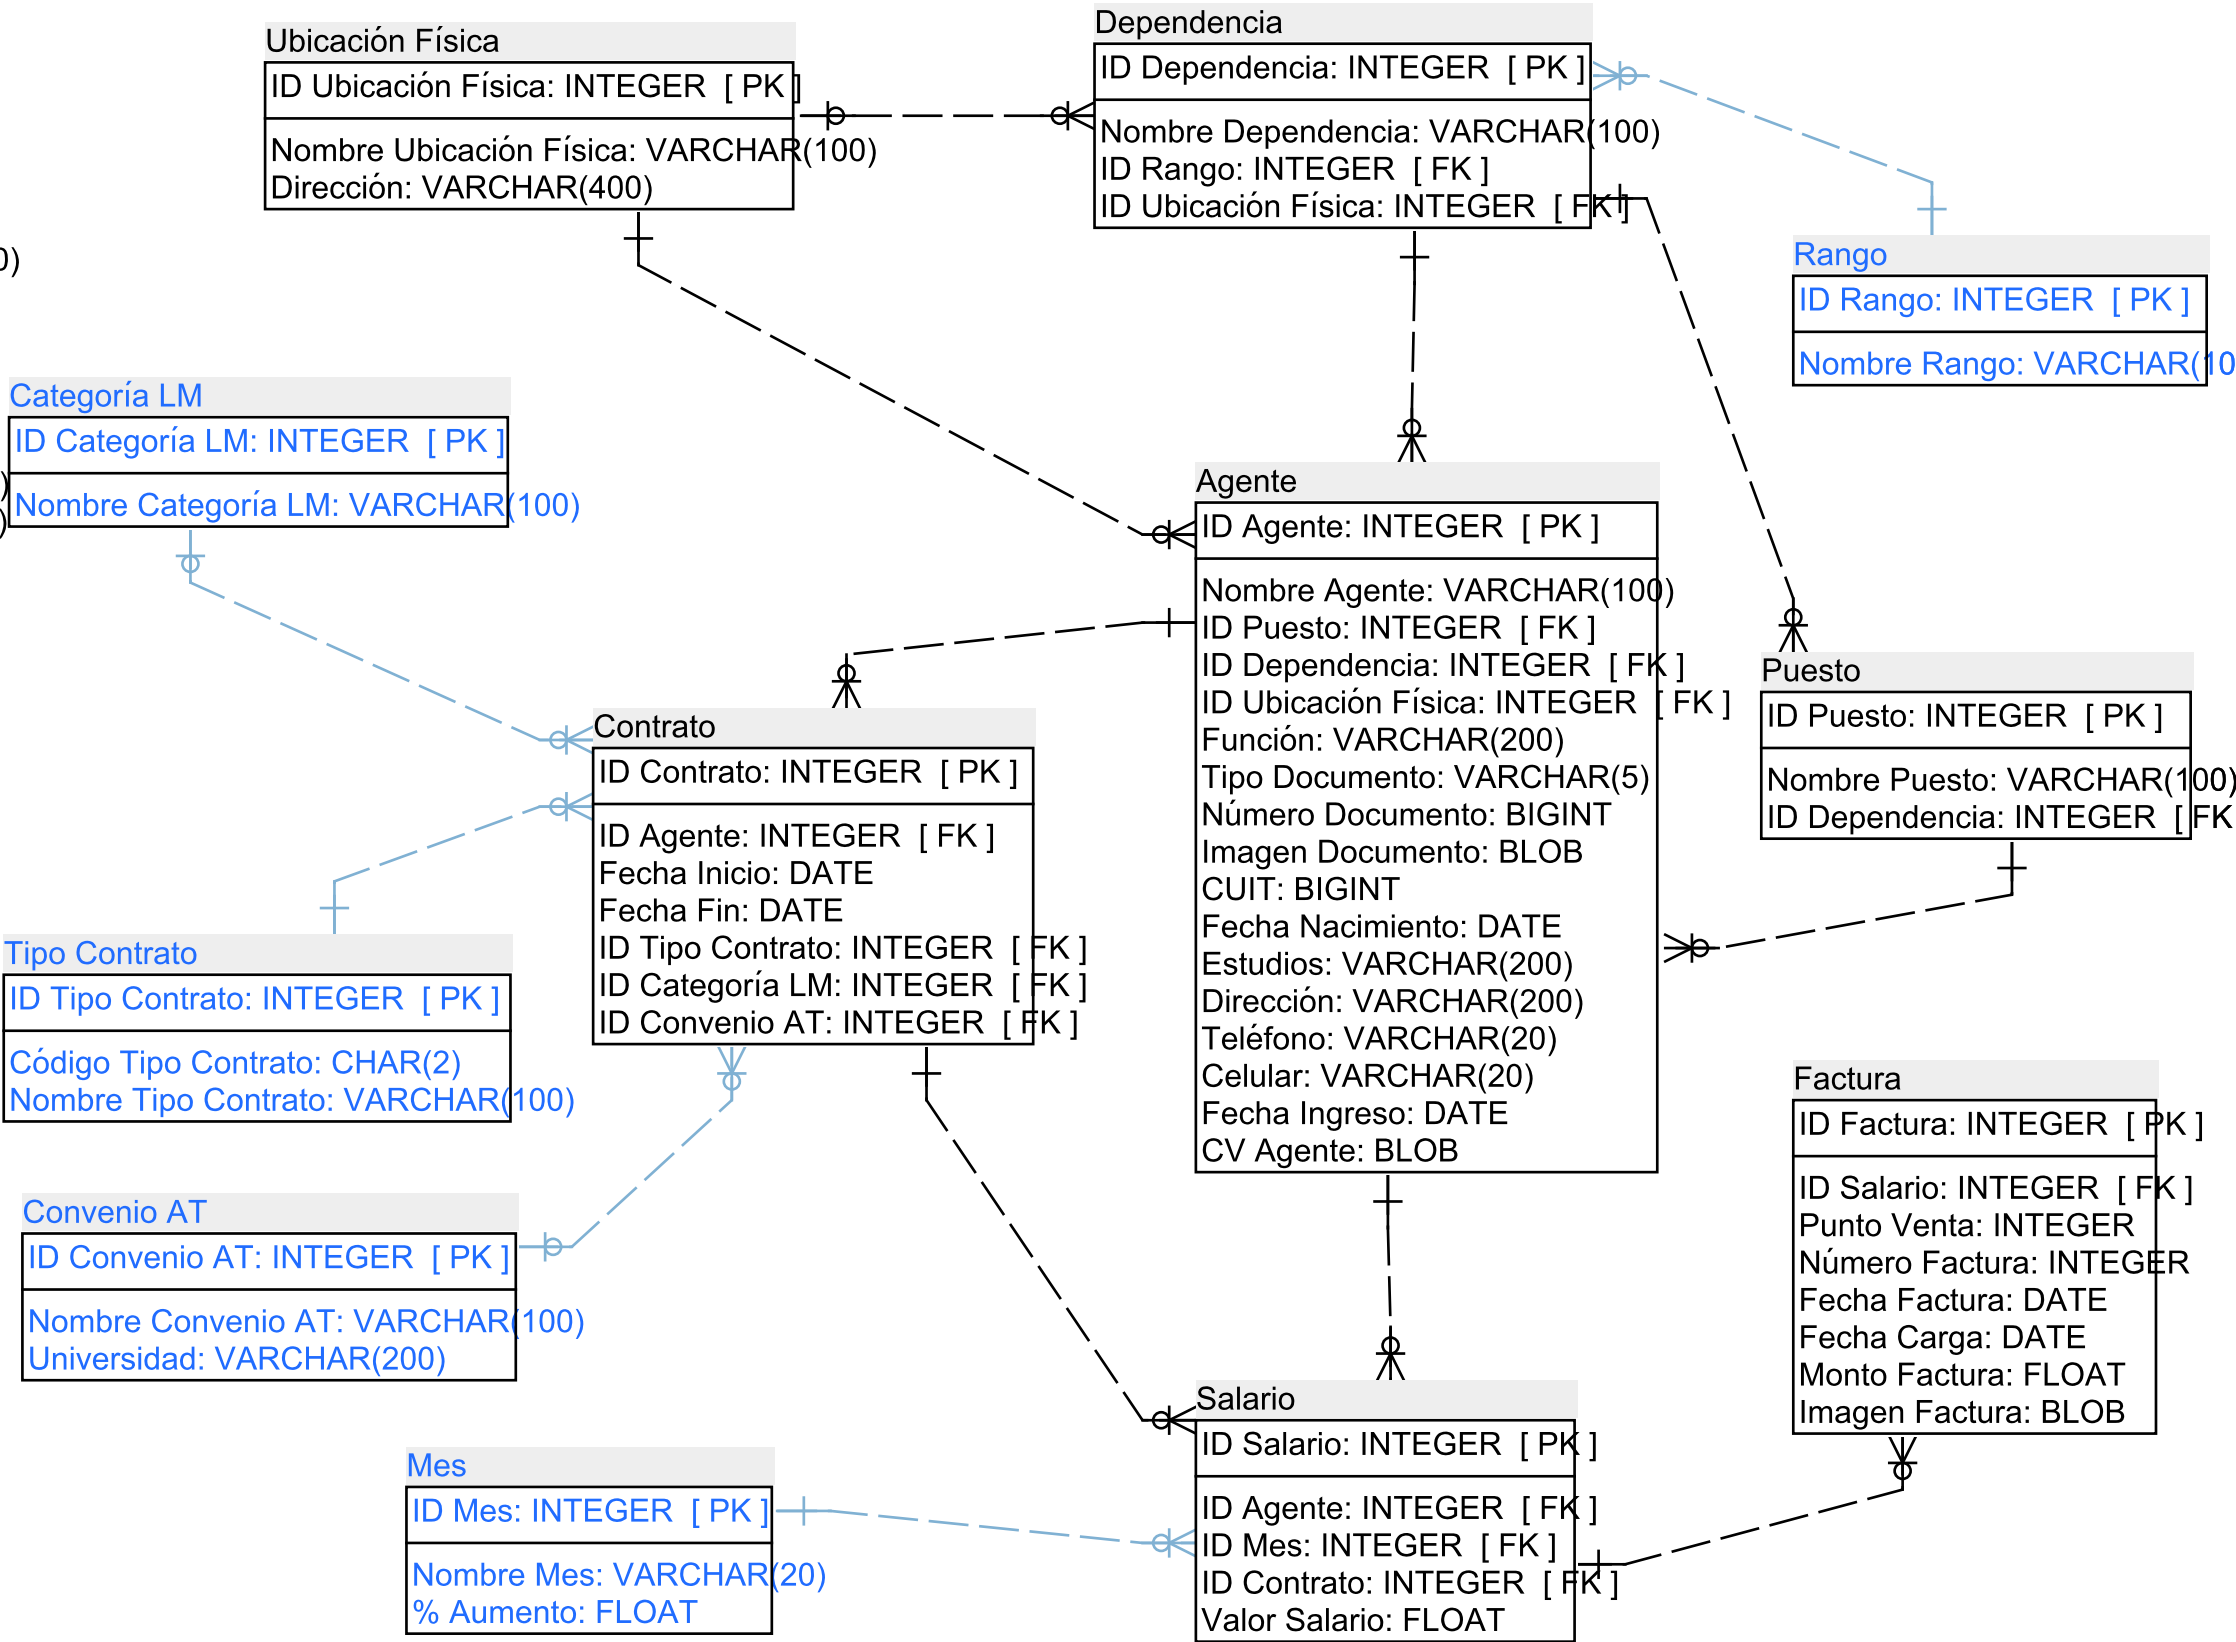 Ubicación Física
ID Ubicación Física: INTEGER [ PK ]
Nombre Ubicación Física: VARCHAR(100)
Dirección: VARCHAR(400)
Dependencia
ID Dependencia: INTEGER [ PK ]
Nombre Dependencia: VARCHAR(100)
ID Rango: INTEGER [ FK ]
ID Ubicación Física: INTEGER [ FK ]
Rango
ID Rango: INTEGER [ PK ]
Nombre Rango: VARCHAR(10
0)
Categoría LM
ID Categoría LM: INTEGER [ PK ]
Nombre Categoría LM: VARCHAR(100)
)
)
Agente
ID Agente: INTEGER [ PK ]
Nombre Agente: VARCHAR(100)
ID Puesto: INTEGER [ FK ]
ID Dependencia: INTEGER [ FK ]
ID Ubicación Física: INTEGER [ FK ]
Función: VARCHAR(200)
Tipo Documento: VARCHAR(5)
Número Documento: BIGINT
Imagen Documento: BLOB
CUIT: BIGINT
Fecha Nacimiento: DATE
Estudios: VARCHAR(200)
Dirección: VARCHAR(200)
Teléfono: VARCHAR(20)
Celular: VARCHAR(20)
Fecha Ingreso: DATE
CV Agente: BLOB
Puesto
ID Puesto: INTEGER [ PK ]
Nombre Puesto: VARCHAR(100)
ID Dependencia: INTEGER [ FK
Contrato
ID Contrato: INTEGER [ PK ]
ID Agente: INTEGER [ FK ]
Fecha Inicio: DATE
Fecha Fin: DATE
ID Tipo Contrato: INTEGER [ FK ]
ID Categoría LM: INTEGER [ FK ]
ID Convenio AT: INTEGER [ FK ]
Tipo Contrato
ID Tipo Contrato: INTEGER [ PK ]
Código Tipo Contrato: CHAR(2)
Nombre Tipo Contrato: VARCHAR(100)
Convenio AT
ID Convenio AT: INTEGER [ PK ]
Nombre Convenio AT: VARCHAR(100)
Universidad: VARCHAR(200)
Factura
ID Factura: INTEGER [ PK ]
ID Salario: INTEGER [ FK ]
Punto Venta: INTEGER
Número Factura: INTEGER
Fecha Factura: DATE
Fecha Carga: DATE
Monto Factura: FLOAT
Imagen Factura: BLOB
Mes
ID Mes: INTEGER [ PK ]
Nombre Mes: VARCHAR(20)
% Aumento: FLOAT
Salario
ID Salario: INTEGER [ PK ]
ID Agente: INTEGER [ FK ]
ID Mes: INTEGER [ FK ]
ID Contrato: INTEGER [ FK ]
Valor Salario: FLOAT